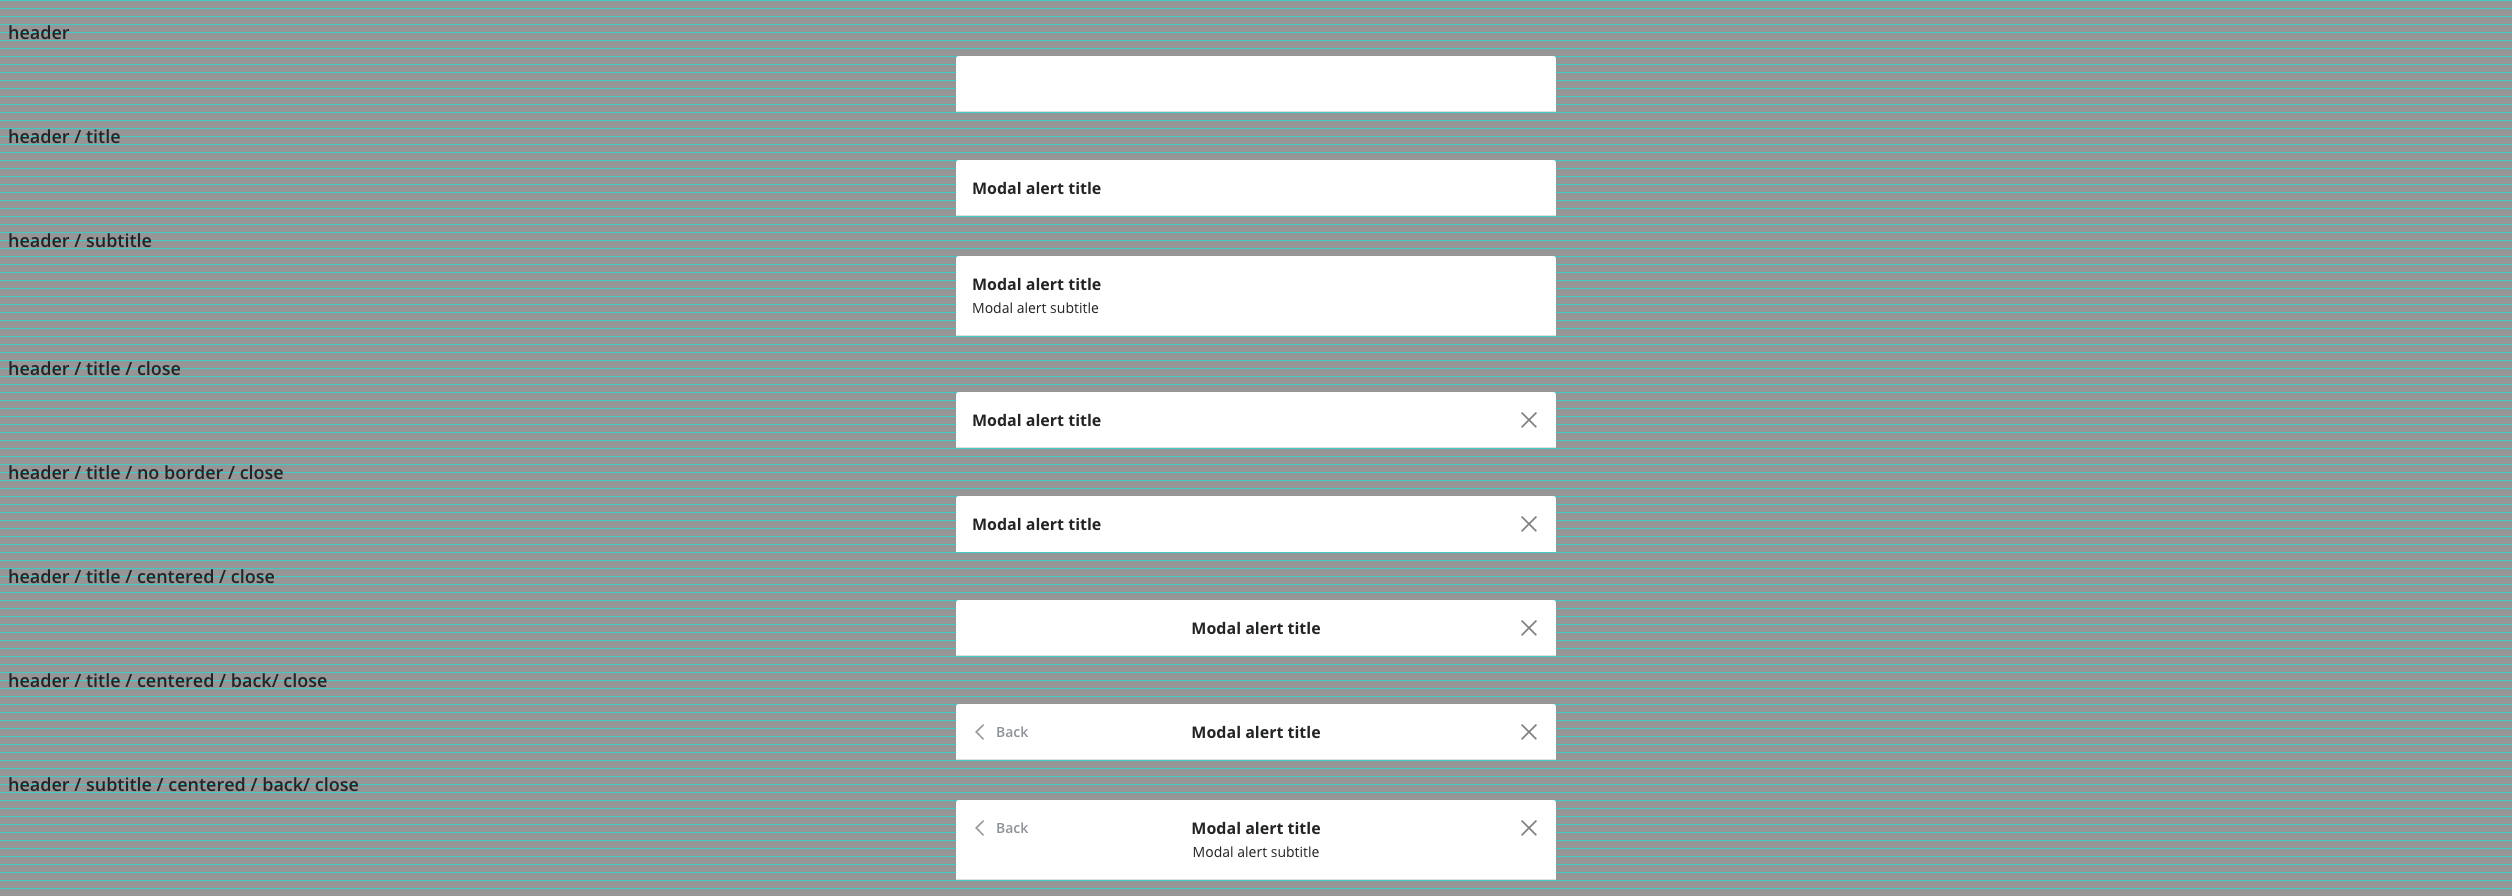 header
header / title
Modal alert title
header / subtitle
Modal alert title
Modal alert subtitle
header / title / close
Modal alert title
header / title / no border / close
Modal alert title
header / title / centered / close
Modal alert title
header / title / centered / back/ close
Back Modal alert title
header / subtitle / centered / back/ close
Back Modal alert title
Modal alert subtitle